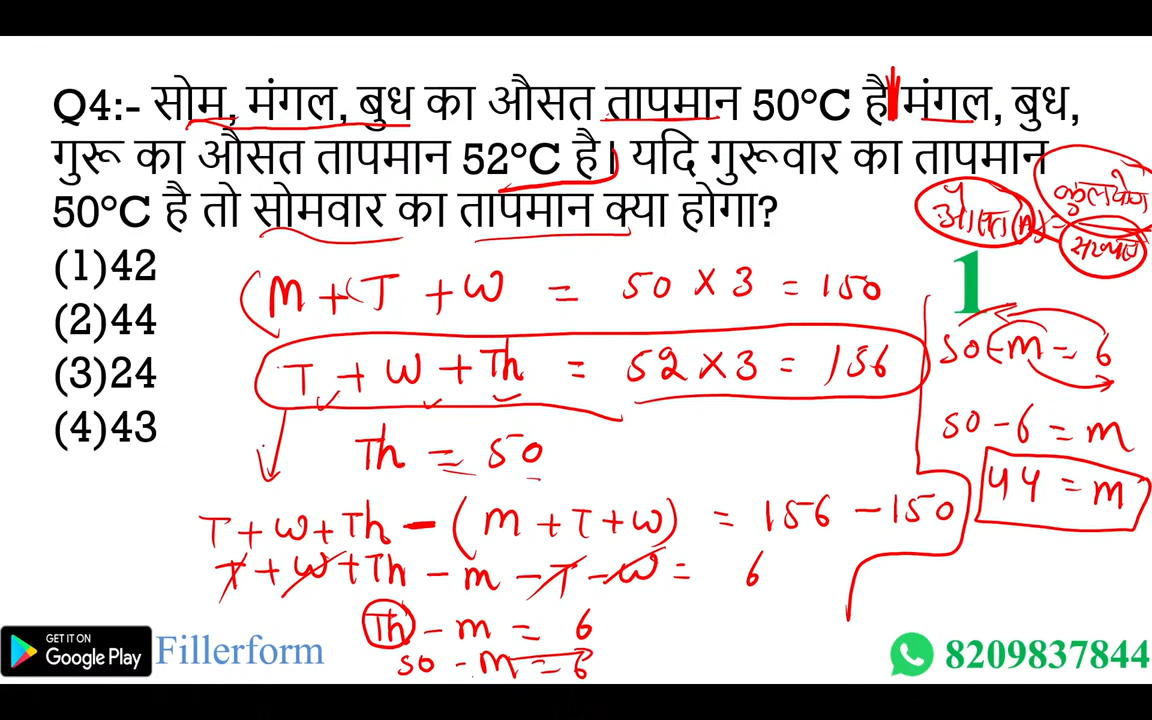 Q4:- सोम, मंगल, बुध का औसत तापमान 50°C है। मंगल, बुध,
गुरू का औसत तापमान 52°C है। यदि गुरूवार का तापमान
50°C है तो सोमवार का तापमान क्या होगा?
औसत (n) = कुलयोग
संख्याएं
(1)42
(2)44
(3)24
(4)43
M + (T + W = 50 × 3 = 150
1
T + W + Th = 52 × 3 = 156
Th = 50
T + W + Th - (M + T + W) = 156 - 150
T + W + Th - M - T - W = 6
Th - M = 6
50 - M = 6
50 - M = 6
50 - 6 = M
44 = M
GET IT ON
Google Play
Fillerform
8209837844